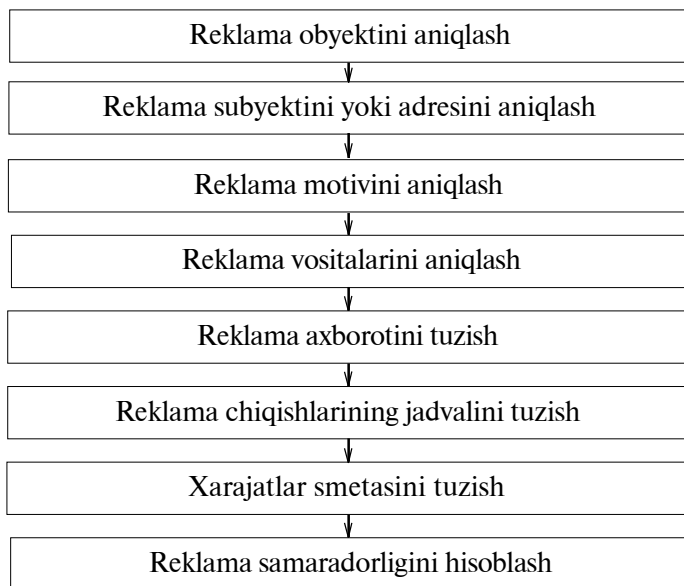 Reklama obyektini aniqlash
Reklama subyektini yoki adresini aniqlash
Reklama motivini aniqlash
Reklama vositalarini aniqlash
Reklama axborotini tuzish
Reklama chiqishlarining jadvalini tuzish
Xarajatlar smetasini tuzish
Reklama samaradorligini hisoblash